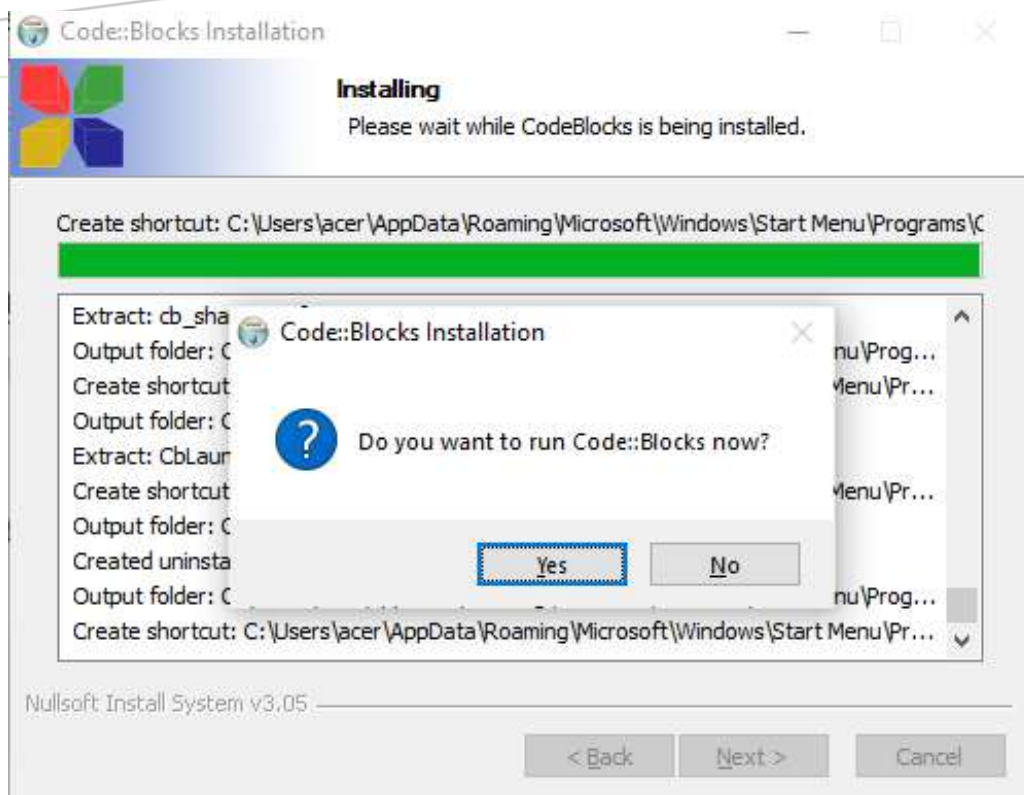 Code::Blocks Installation
Installing
Please wait while CodeBlocks is being installed.
Create shortcut: C:\Users\acer\AppData\Roaming\Microsoft\Windows\Start Menu\Programs\C
Extract: cb_sha
Output folder: C
nu\Prog...
Create shortcut
Menu\Pr...
Output folder: C
Extract: CbLaun
Create shortcut
Menu\Pr...
Output folder: C
Created uninsta
Output folder: C
nu\Prog...
Create shortcut: C:\Users\acer\AppData\Roaming\Microsoft\Windows\Start Menu\Pr...
Code::Blocks Installation
Do you want to run Code::Blocks now?
Yes
No
Nullsoft Install System v3.05
< Back
Next >
Cancel